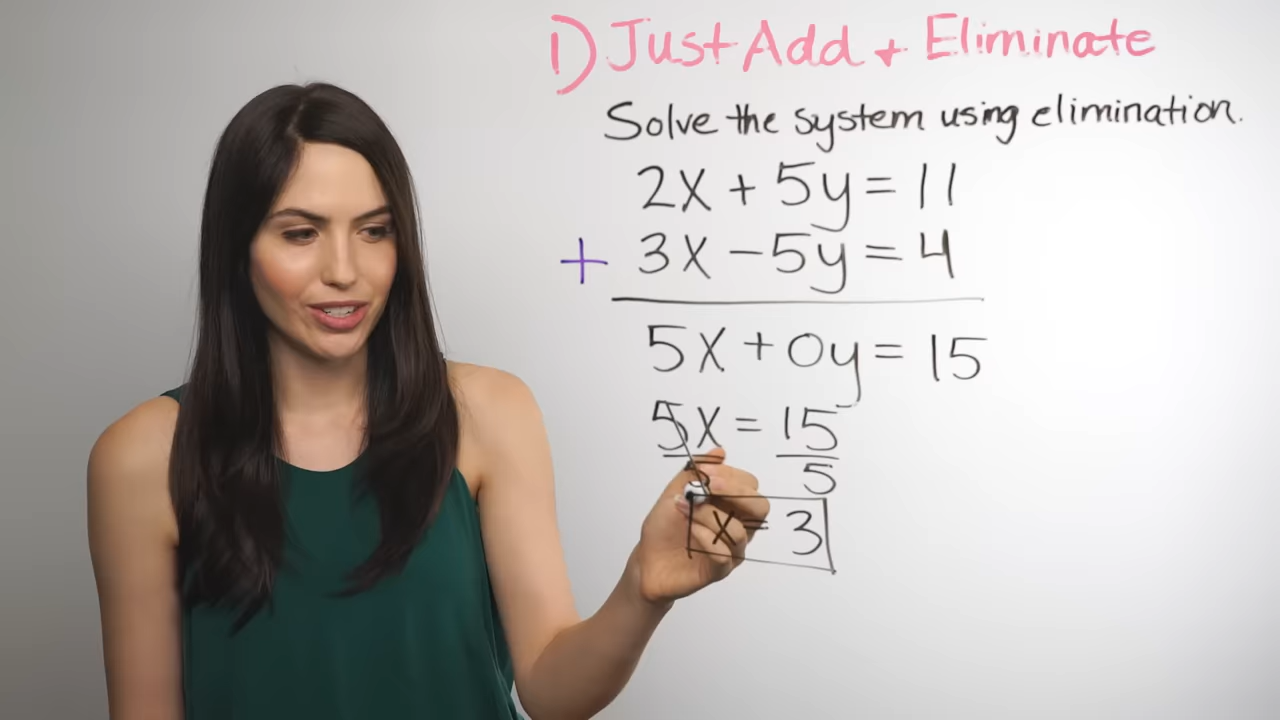 1) Just Add + Eliminate
Solve the system using elimination.
2x + 5y = 11
+ 3x - 5y = 4
5x + 0y = 15
5x = 15
5 5
x = 3